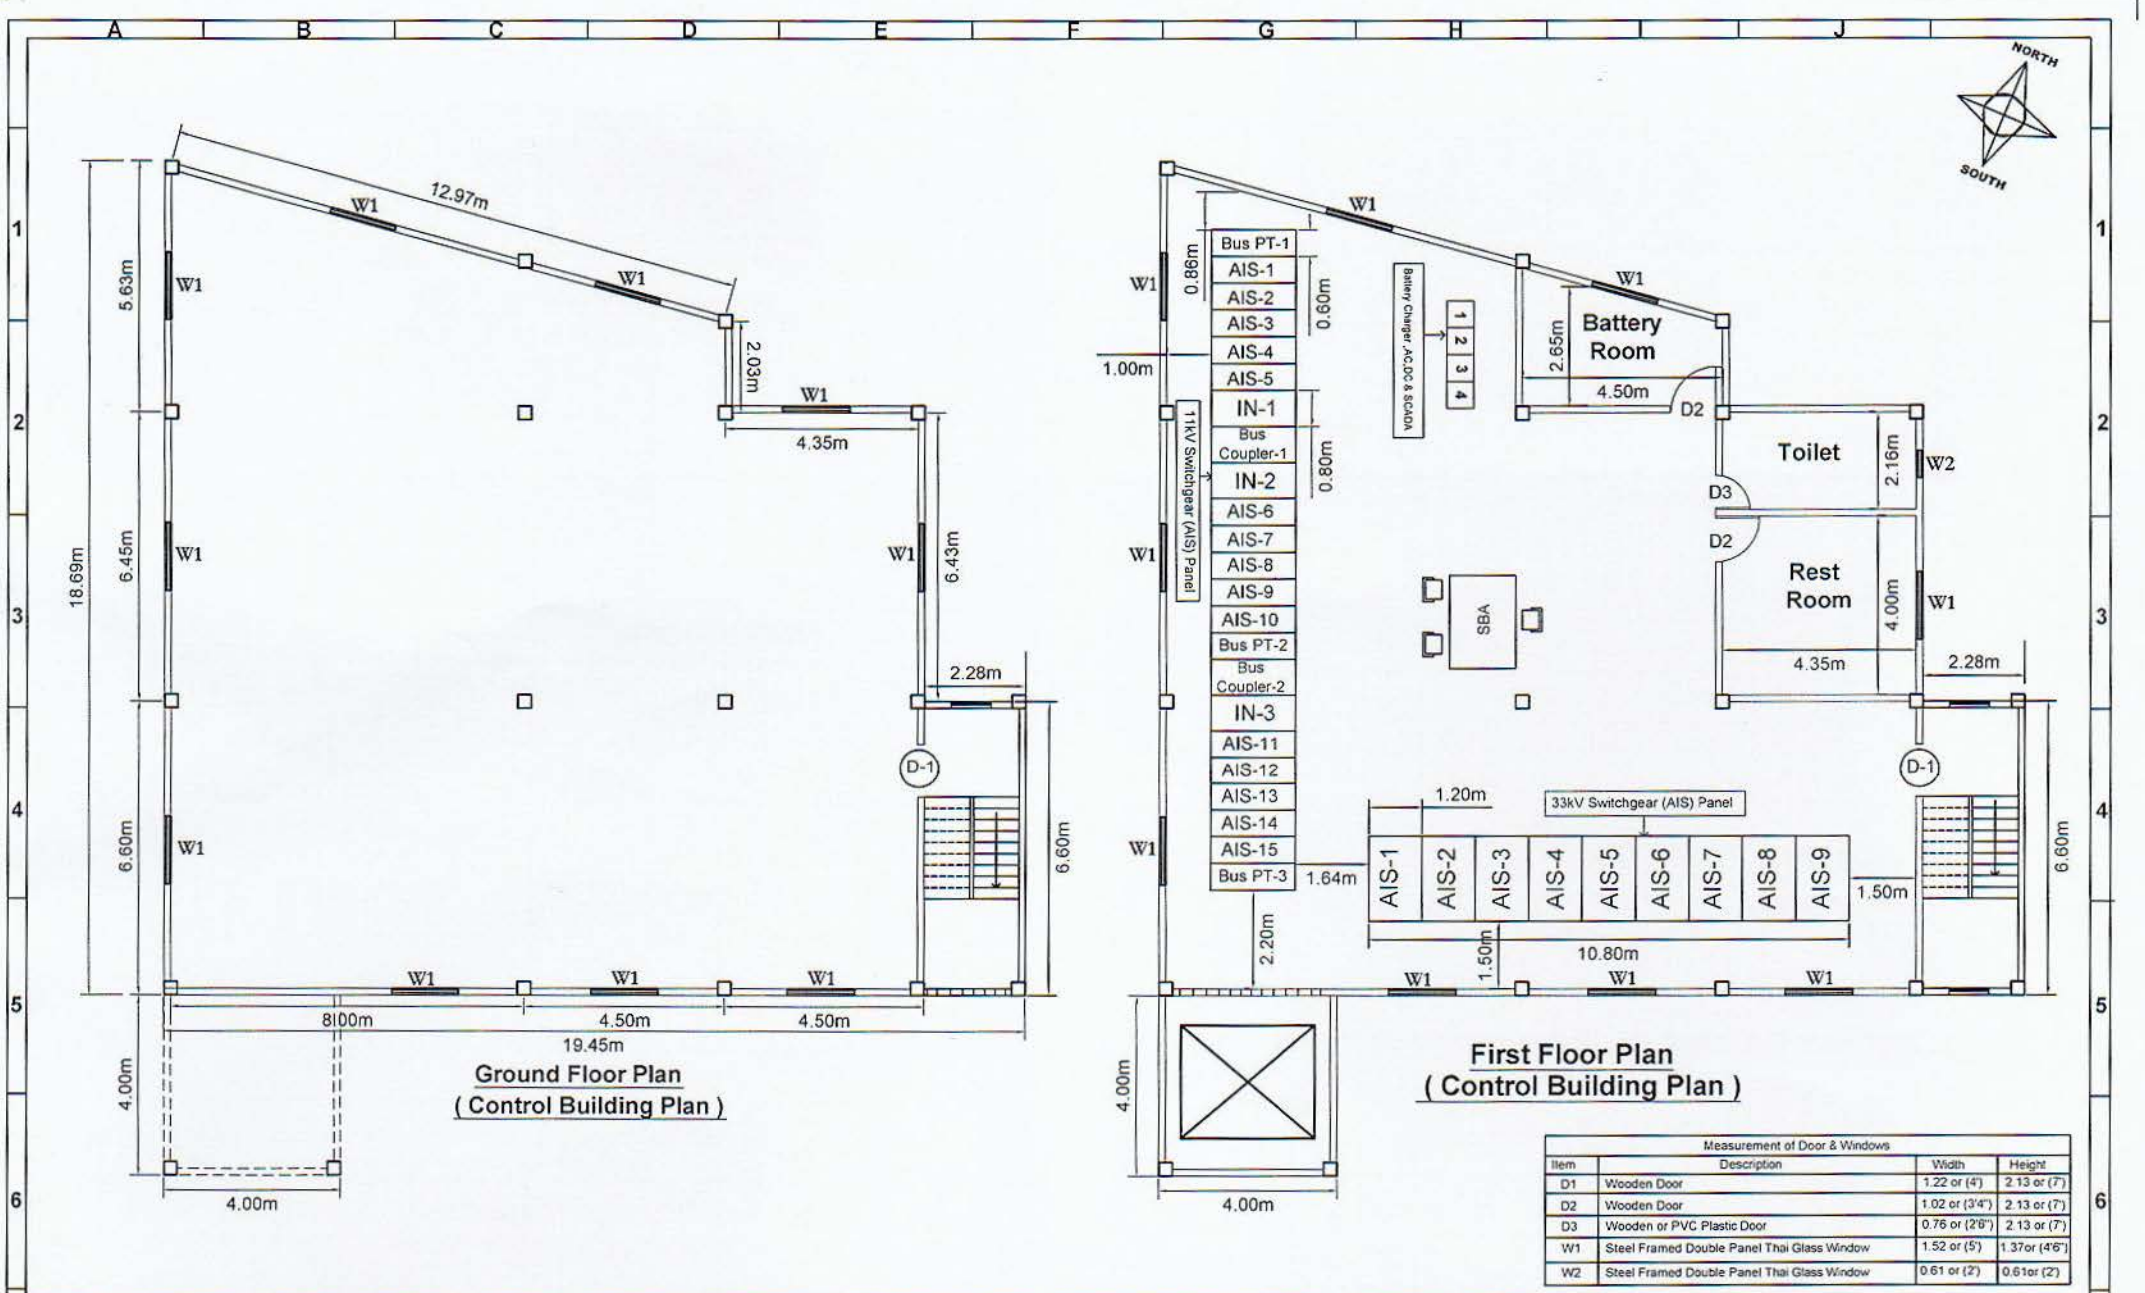 A B C D E F G H I J
NORTH
SOUTH
1
2
3
4
5
6
1
2
3
4
5
6
12.97m
W1
W1
W1
5.63m
2.03m
W1
4.35m
18.69m
6.45m
W1
W1
6.43m
2.28m
D-1
6.60m
W1
6.60m
W1
W1
W1
8.00m
4.50m
4.50m
19.45m
4.00m
4.00m
Ground Floor Plan
( Control Building Plan )
W1
W1
W1
0.86m
Bus PT-1
AIS-1
AIS-2
AIS-3
AIS-4
AIS-5
IN-1
Bus
Coupler-1
IN-2
AIS-6
AIS-7
AIS-8
AIS-9
AIS-10
Bus PT-2
Bus
Coupler-2
IN-3
AIS-11
AIS-12
AIS-13
AIS-14
AIS-15
Bus PT-3
0.60m
0.80m
1.00m
11kV Switchgear (AIS) Panel
W1
W1
Battery Charger ,AC,DC & SCADA
1
2
3
4
Battery
Room
2.65m
4.50m
D2
Toilet
2.16m
W2
D3
D2
Rest
Room
4.00m
W1
4.35m
2.28m
SBA
D-1
1.20m
33kV Switchgear (AIS) Panel
AIS-1
AIS-2
AIS-3
AIS-4
AIS-5
AIS-6
AIS-7
AIS-8
AIS-9
1.64m
1.50m
6.60m
2.20m
1.50m
10.80m
W1
W1
W1
4.00m
4.00m
First Floor Plan
( Control Building Plan )
Measurement of Door & Windows
Item Description Width Height
D1 Wooden Door 1.22 or (4') 2.13 or (7')
D2 Wooden Door 1.02 or (3'4") 2.13 or (7')
D3 Wooden or PVC Plastic Door 0.76 or (2'6") 2.13 or (7')
W1 Steel Framed Double Panel Thai Glass Window 1.52 or (5') 1.37or (4'6")
W2 Steel Framed Double Panel Thai Glass Window 0.61 or (2') 0.61or (2')